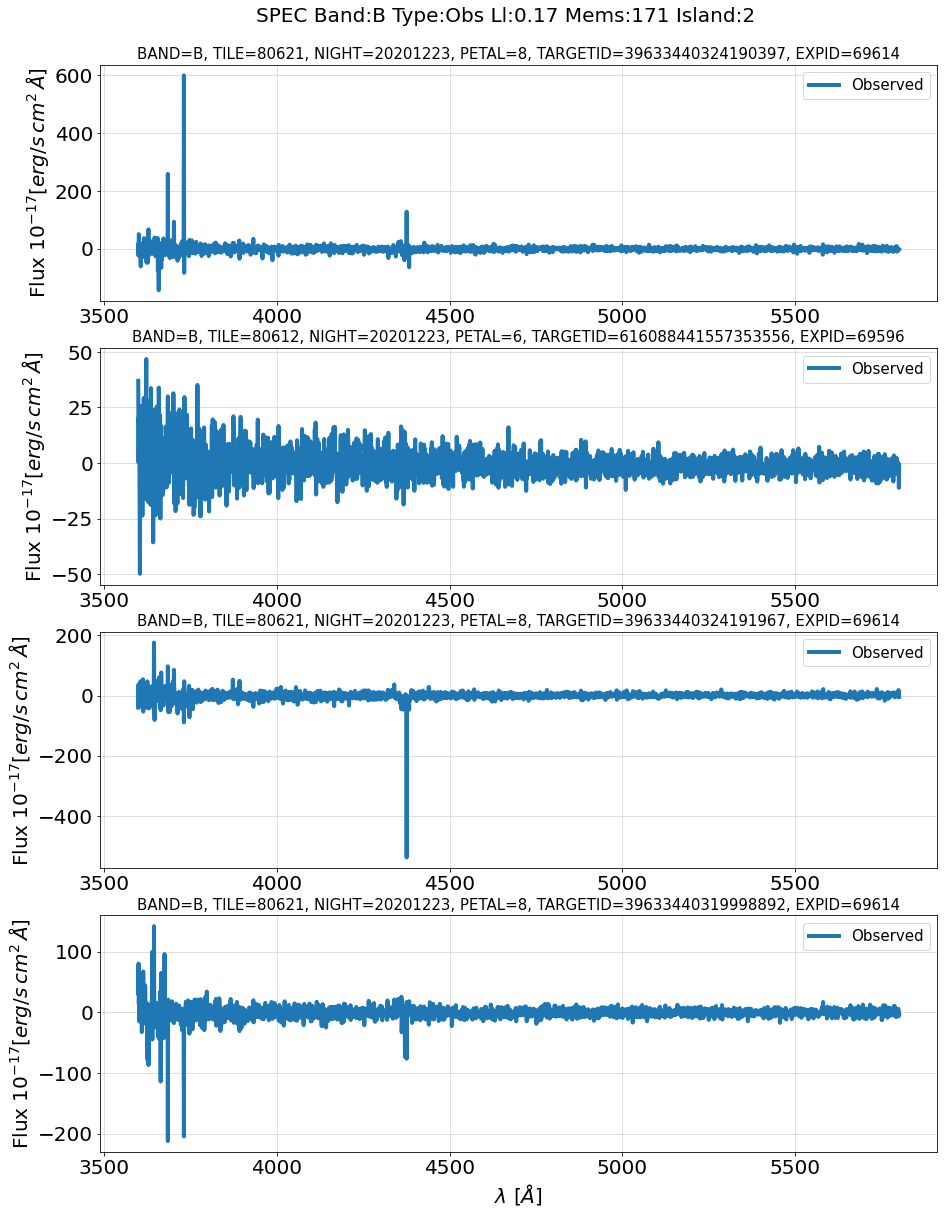 SPEC Band:B Type:Obs Ll:0.17 Mems:171 Island:2
BAND=B, TILE=80621, NIGHT=20201223, PETAL=8, TARGETID=39633440324190397, EXPID=69614
Flux 10^{-17}[erg/s cm^2 Å]
600
400
200
0
Observed
3500 4000 4500 5000 5500
BAND=B, TILE=80612, NIGHT=20201223, PETAL=6, TARGETID=616088441557353556, EXPID=69596
Flux 10^{-17}[erg/s cm^2 Å]
50
25
0
−25
−50
Observed
3500 4000 4500 5000 5500
BAND=B, TILE=80621, NIGHT=20201223, PETAL=8, TARGETID=39633440324191967, EXPID=69614
Flux 10^{-17}[erg/s cm^2 Å]
200
0
−200
−400
Observed
3500 4000 4500 5000 5500
BAND=B, TILE=80621, NIGHT=20201223, PETAL=8, TARGETID=39633440319998892, EXPID=69614
Flux 10^{-17}[erg/s cm^2 Å]
100
0
−100
−200
Observed
3500 4000 4500 5000 5500
λ [Å]